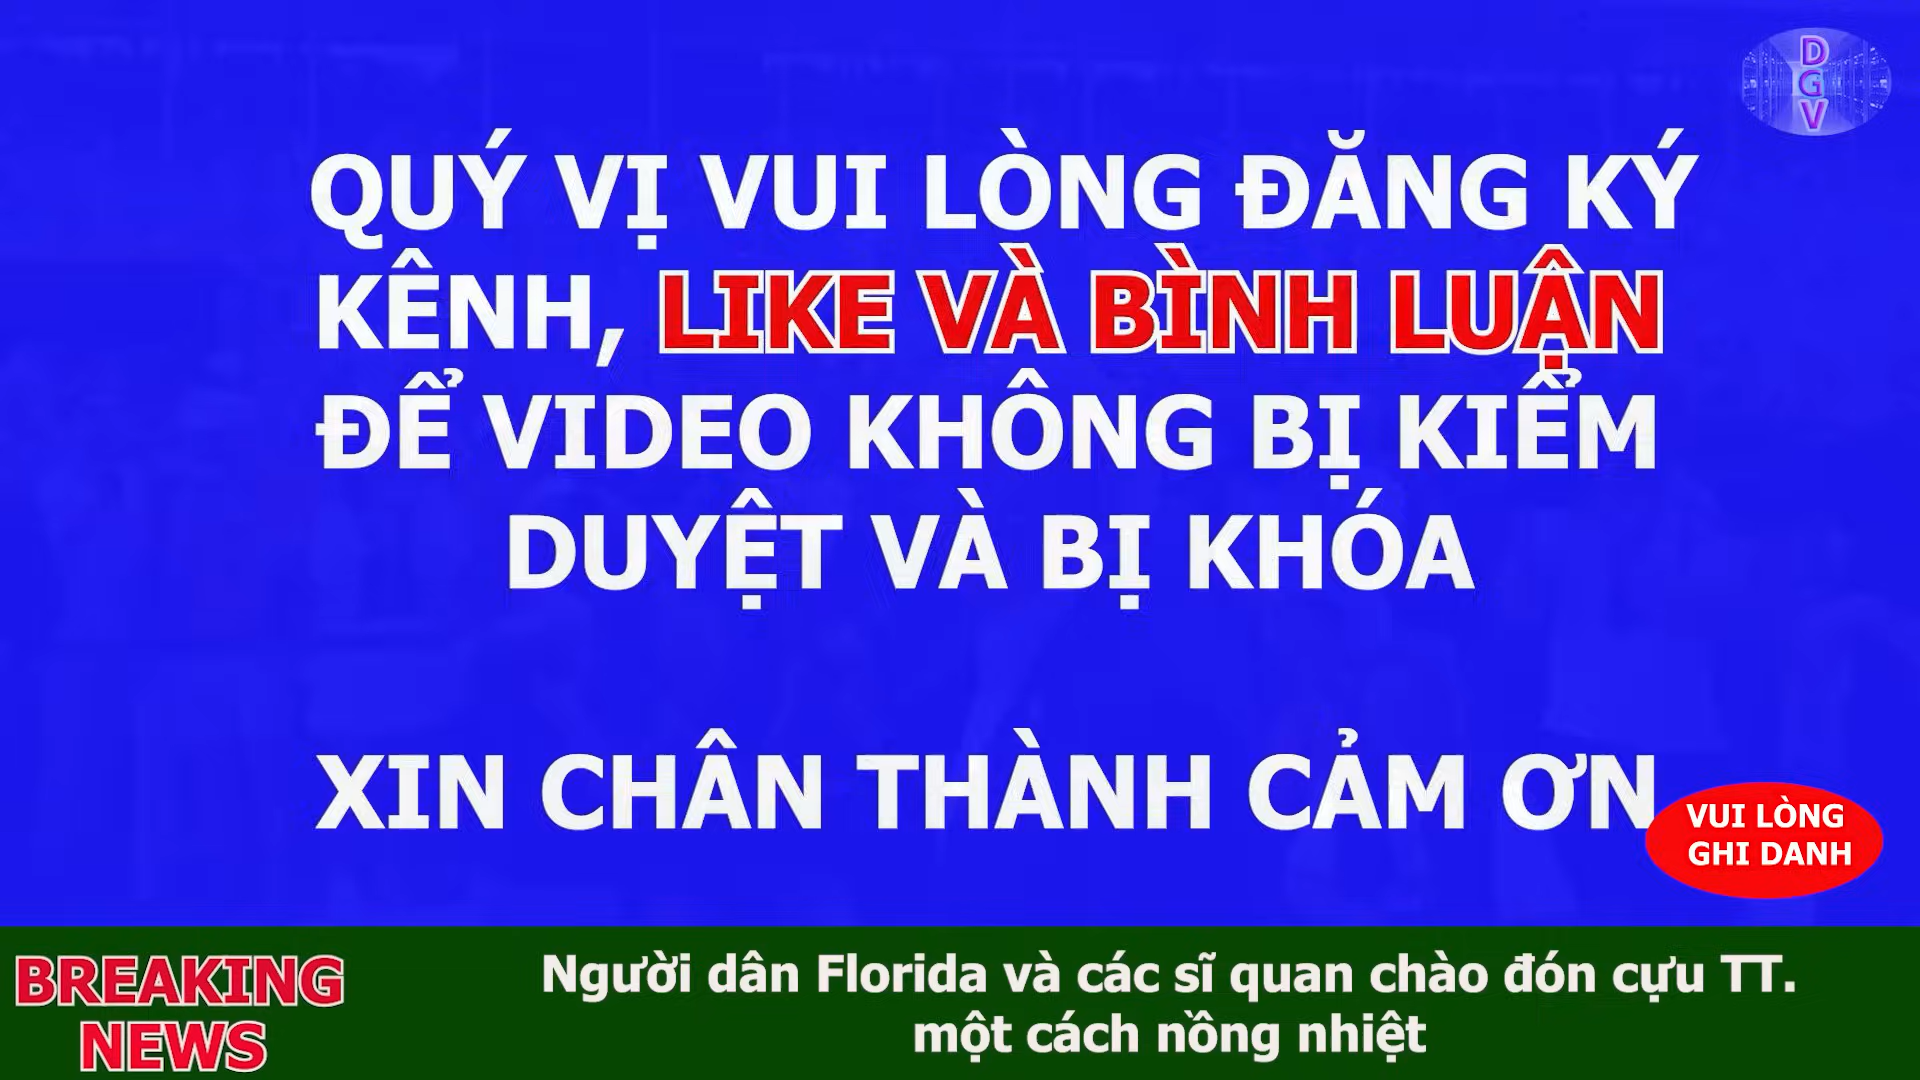 D
G
V
QUÝ VỊ VUI LÒNG ĐĂNG KÝ
KÊNH, LIKE VÀ BÌNH LUẬN
ĐỂ VIDEO KHÔNG BỊ KIỂM
DUYỆT VÀ BỊ KHÓA
XIN CHÂN THÀNH CẢM ƠN
VUI LÒNG
GHI DANH
BREAKING
NEWS
Người dân Florida và các sĩ quan chào đón cựu TT.
một cách nồng nhiệt